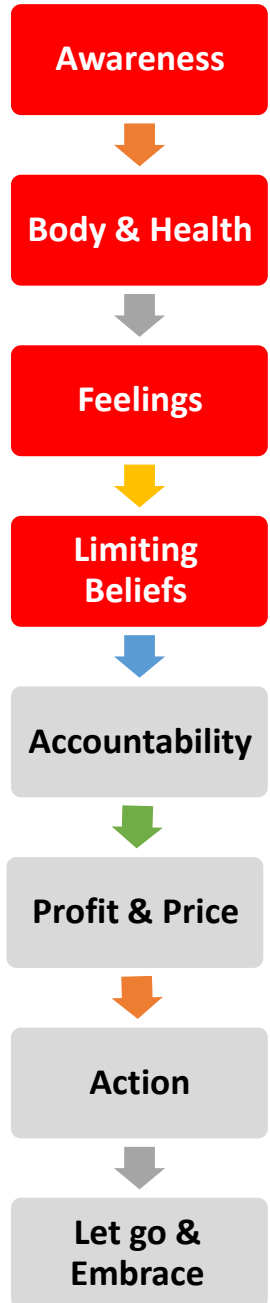 Awareness
Body & Health
Feelings
Limiting
Beliefs
Accountability
Profit & Price
Action
Let go &
Embrace